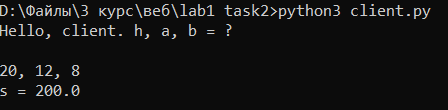 D:\Файлы\3 курс\веб\lab1 task2>python3 client.py
Hello, client. h, a, b = ?
20, 12, 8
s = 200.0